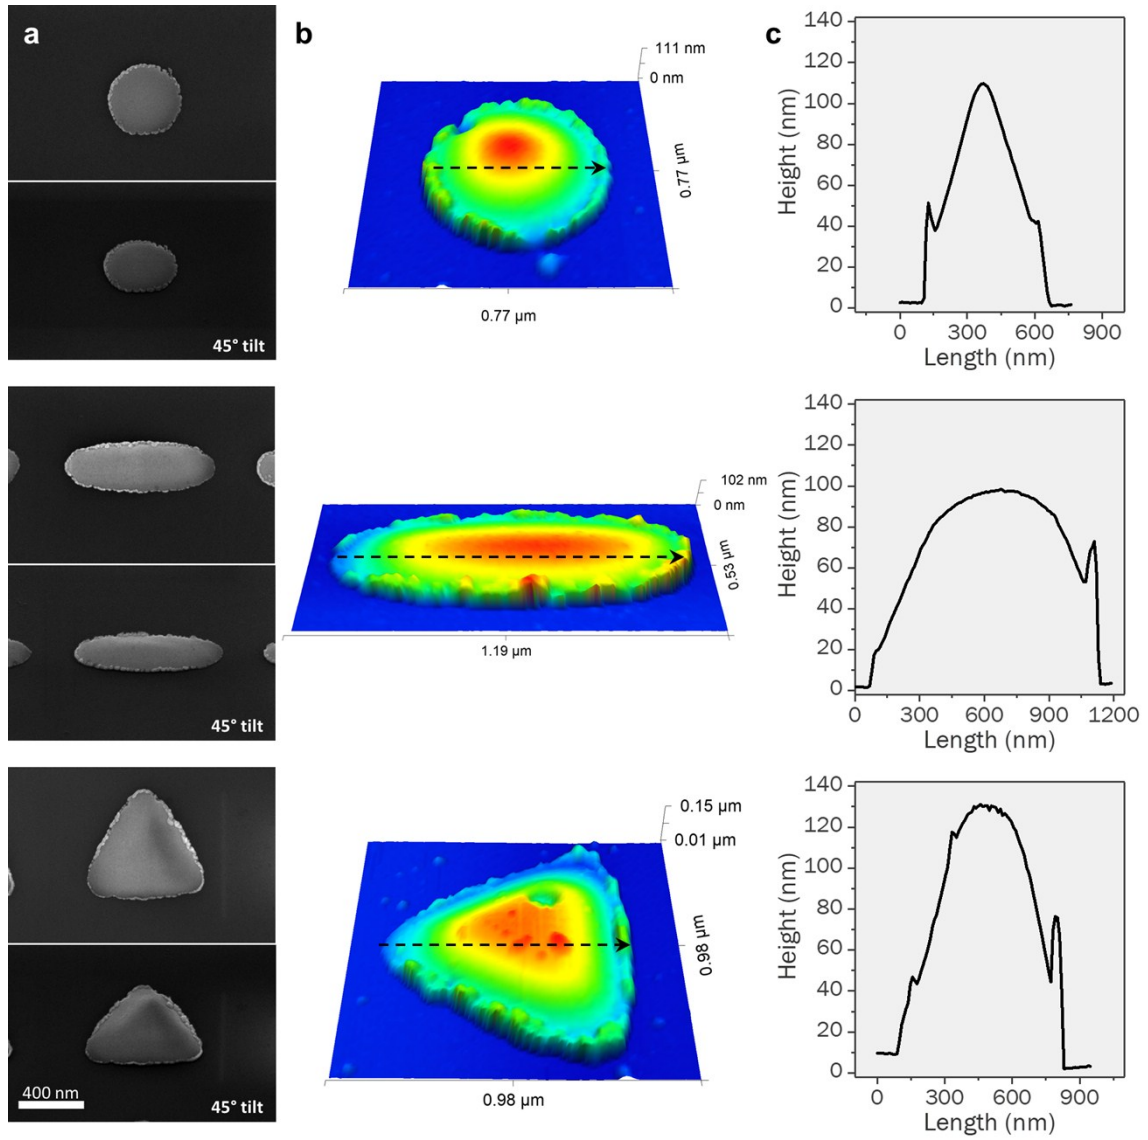 a
45° tilt
45° tilt
400 nm
45° tilt
b
111 nm
0 nm
0.77 µm
0.77 µm
102 nm
0 nm
0.53 µm
1.19 µm
0.15 µm
0.01 µm
0.98 µm
0.98 µm
c
140
120
100
80
60
40
20
0
Height (nm)
0 300 600 900
Length (nm)
140
120
100
80
60
40
20
0
Height (nm)
0 300 600 900 1200
Length (nm)
140
120
100
80
60
40
20
0
Height (nm)
0 300 600 900
Length (nm)